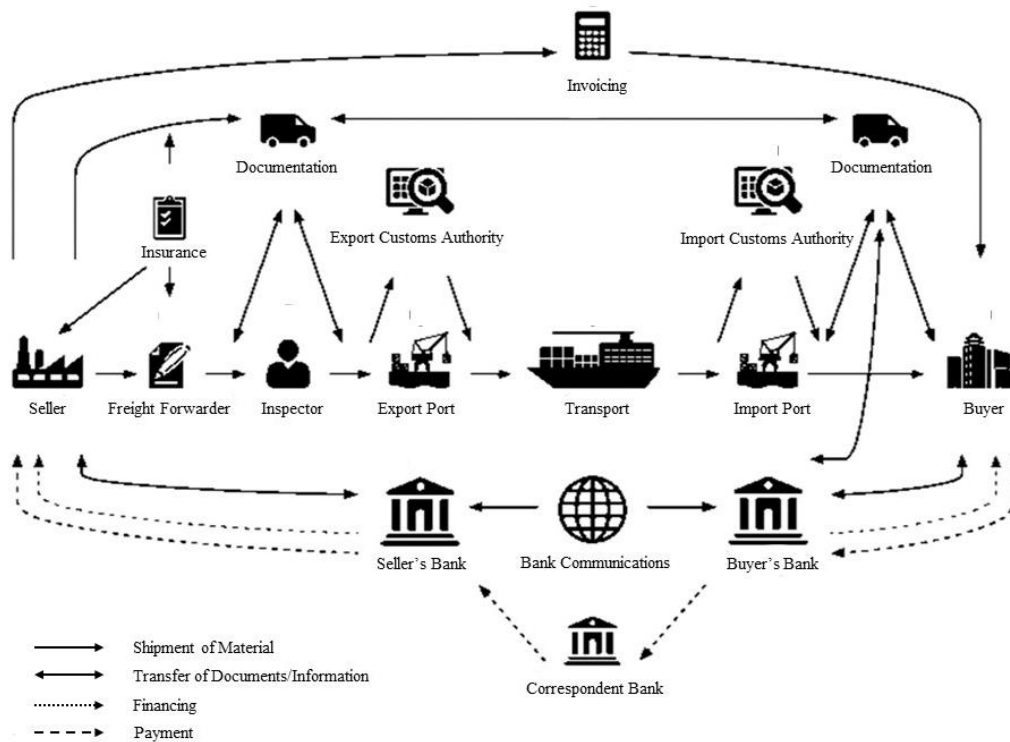 Invoicing
Documentation
Documentation
Export Customs Authority
Import Customs Authority
Insurance
Seller
Freight Forwarder
Inspector
Export Port
Transport
Import Port
Buyer
Seller's Bank
Bank Communications
Buyer's Bank
Correspondent Bank
Shipment of Material
Transfer of Documents/Information
Financing
Payment